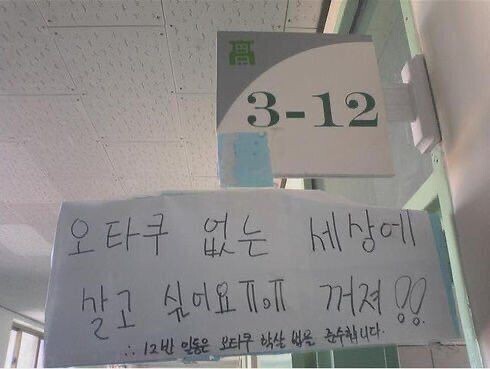 高
3-12
오타쿠 없는 세상에
살고 싶어요ㅠㅠ 꺼져!!
∴ 12반 일동은 오타쿠 학살 법을 준수합니다.